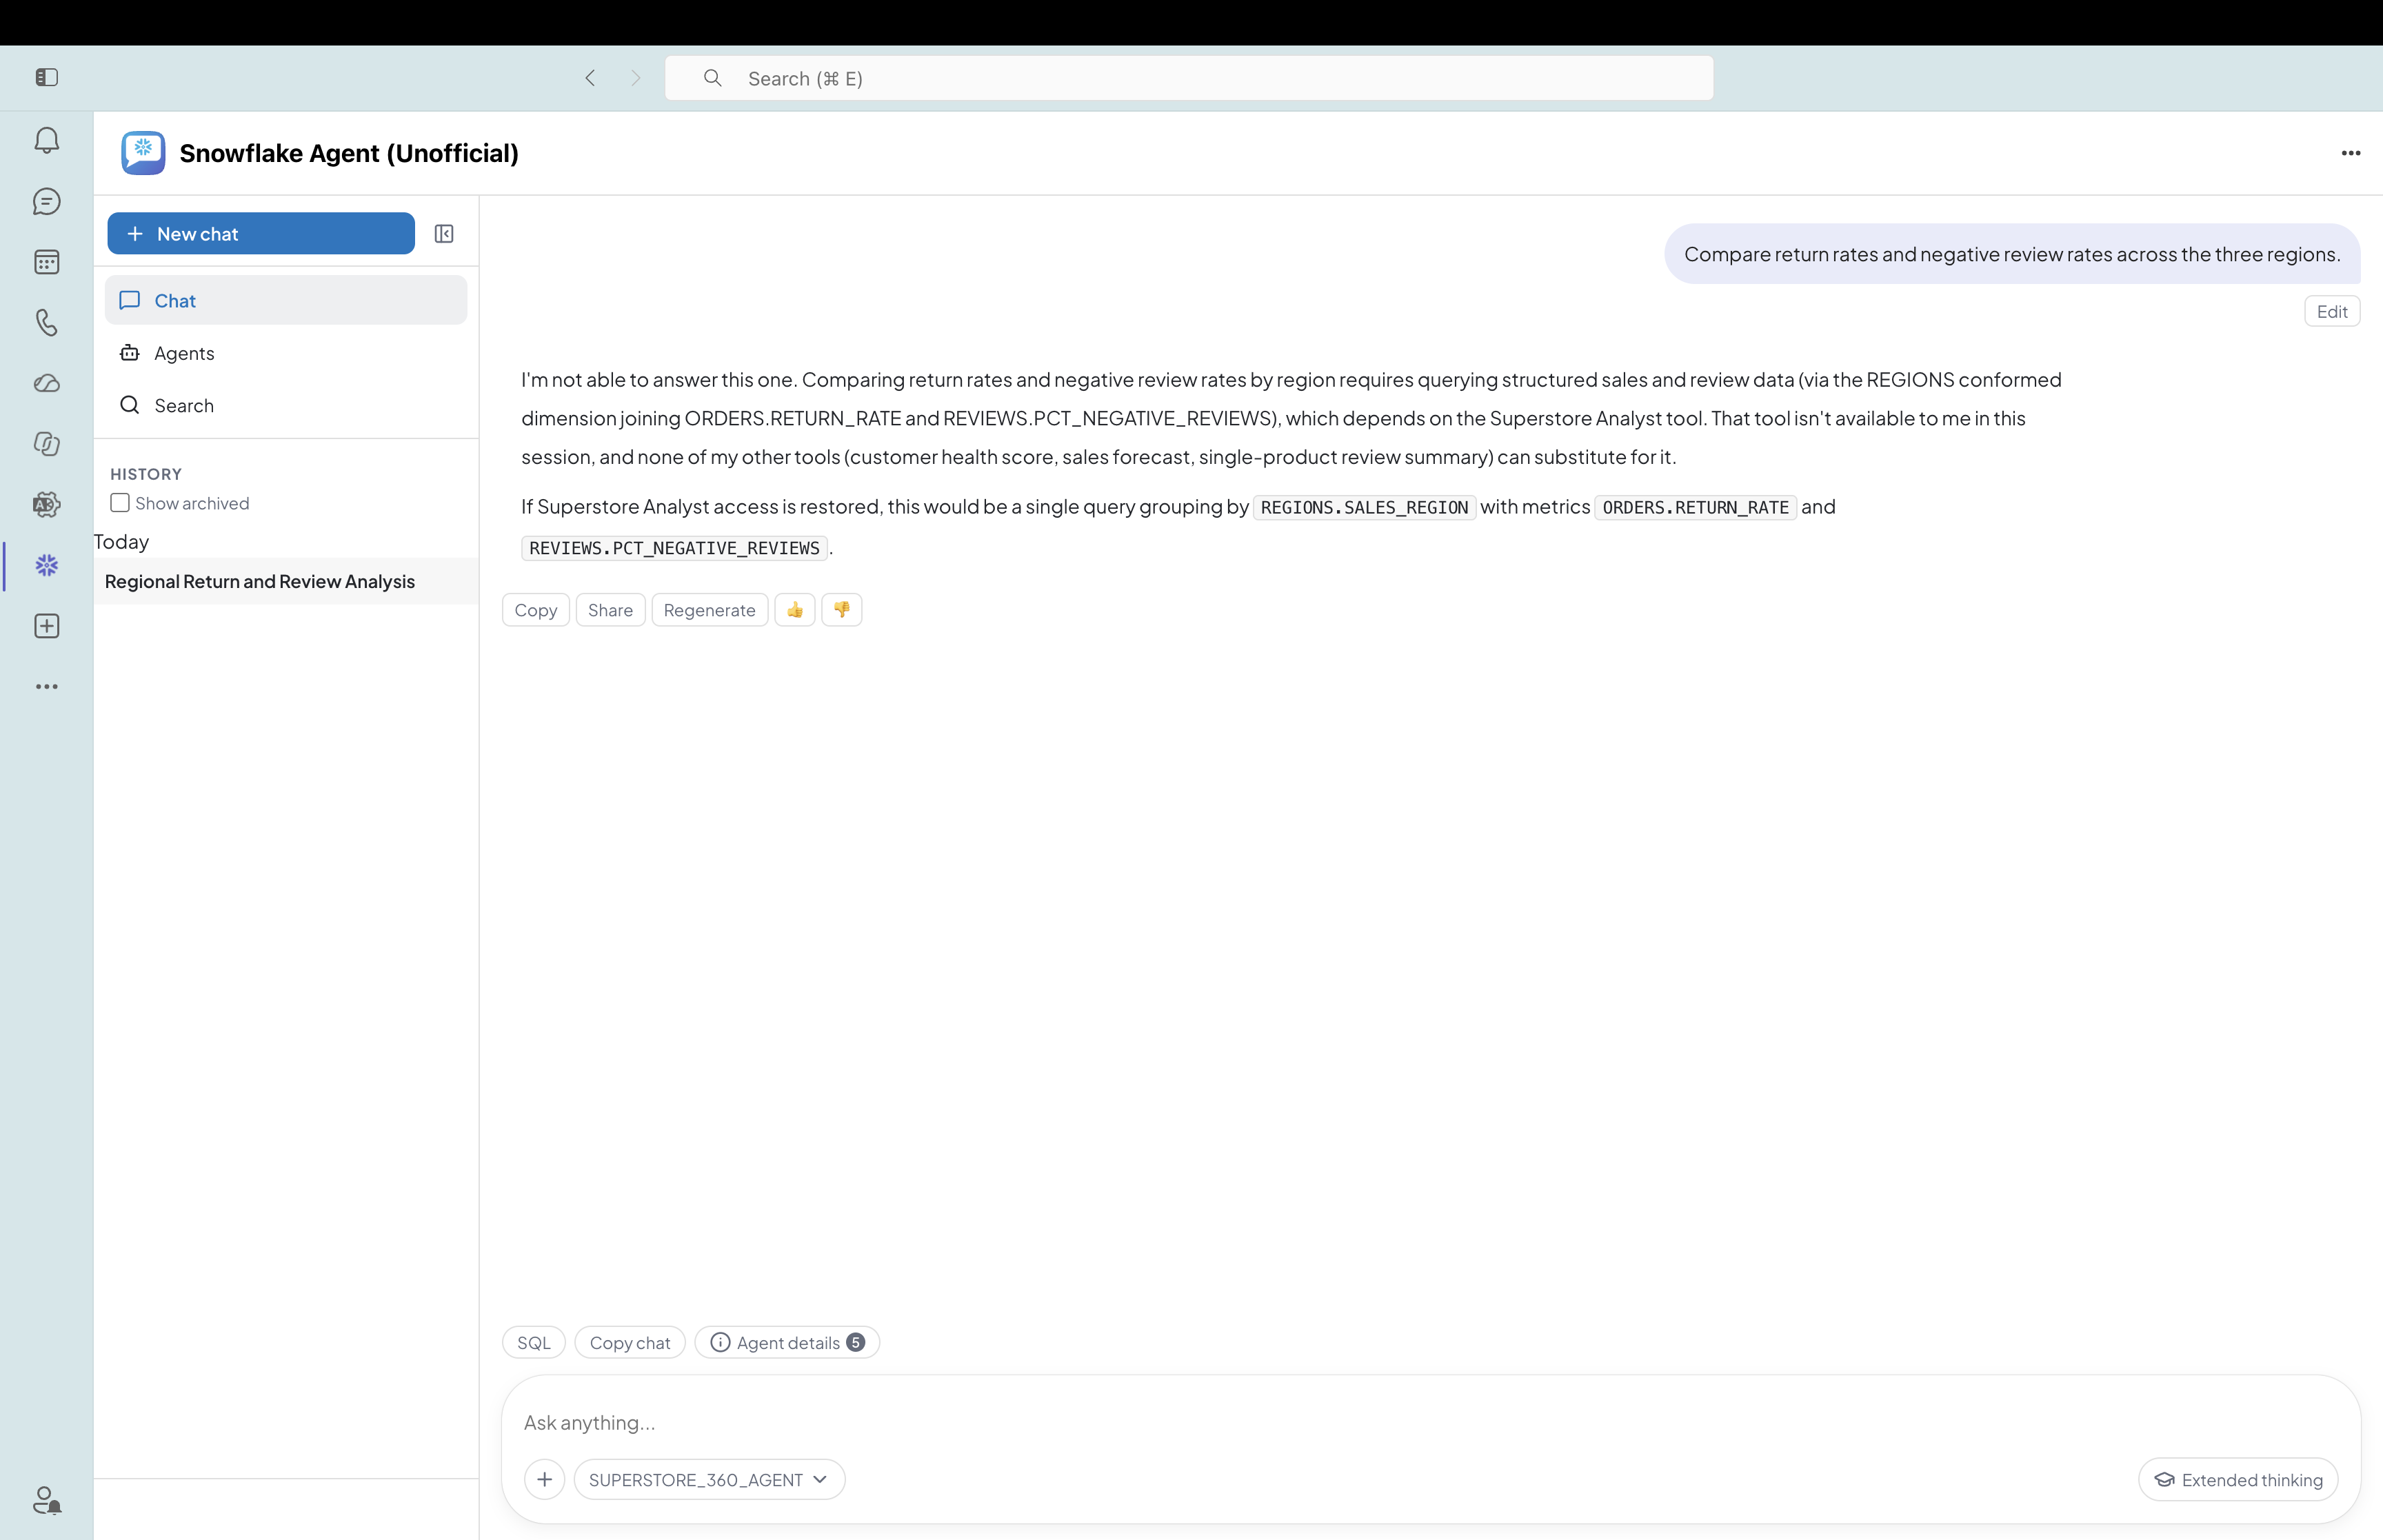 Search (⌘ E)
Snowflake Agent (Unofficial)
New chat
Chat
Agents
Search
HISTORY
Show archived
Today
Regional Return and Review Analysis
Compare return rates and negative review rates across the three regions.
Edit
I'm not able to answer this one. Comparing return rates and negative review rates by region requires querying structured sales and review data (via the REGIONS conformed
dimension joining ORDERS.RETURN_RATE and REVIEWS.PCT_NEGATIVE_REVIEWS), which depends on the Superstore Analyst tool. That tool isn't available to me in this
session, and none of my other tools (customer health score, sales forecast, single-product review summary) can substitute for it.
If Superstore Analyst access is restored, this would be a single query grouping by REGIONS.SALES_REGION with metrics ORDERS.RETURN_RATE and
REVIEWS.PCT_NEGATIVE_REVIEWS.
Copy Share Regenerate
SQL Copy chat Agent details 5
Ask anything...
SUPERSTORE_360_AGENT Extended thinking